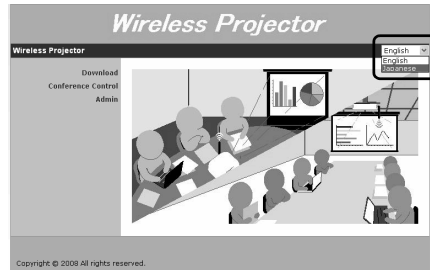 Wireless Projector
Wireless Projector
English
English
Japanese
Download
Conference Control
Admin
Copyright © 2008 All rights reserved.